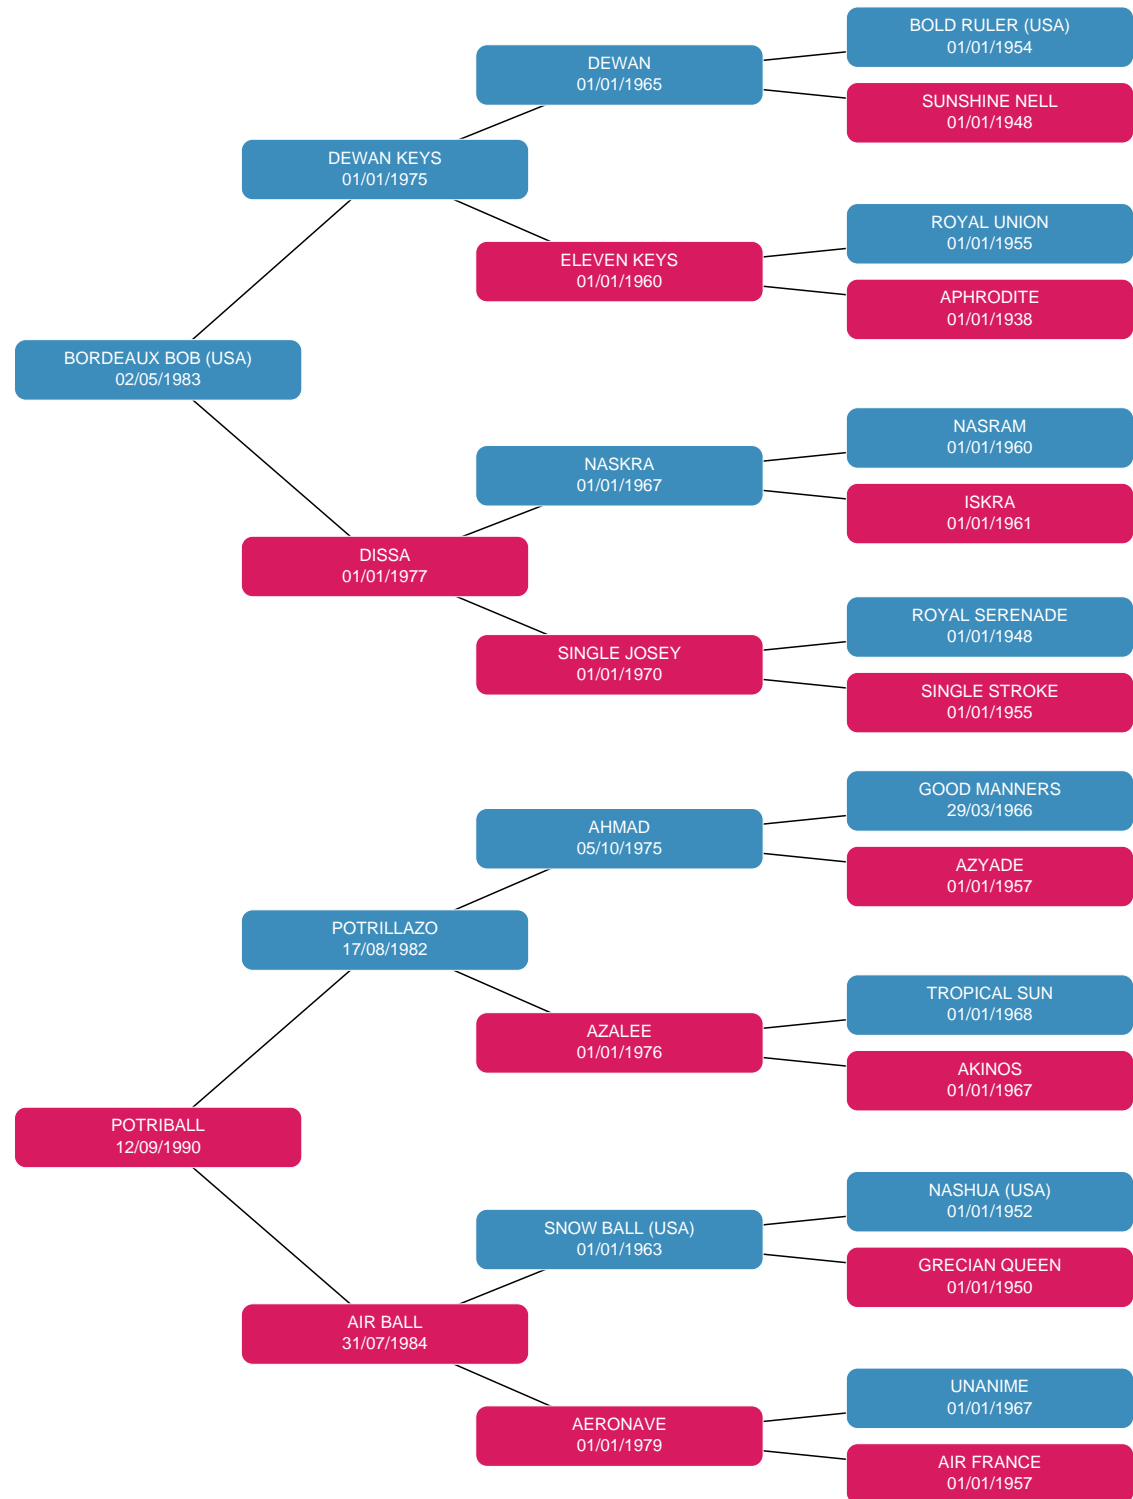 BOLD RULER (USA)
01/01/1954
DEWAN
01/01/1965
SUNSHINE NELL
01/01/1948
DEWAN KEYS
01/01/1975
ROYAL UNION
01/01/1955
ELEVEN KEYS
01/01/1960
APHRODITE
01/01/1938
BORDEAUX BOB (USA)
02/05/1983
NASRAM
01/01/1960
NASKRA
01/01/1967
ISKRA
01/01/1961
DISSA
01/01/1977
ROYAL SERENADE
01/01/1948
SINGLE JOSEY
01/01/1970
SINGLE STROKE
01/01/1955
GOOD MANNERS
29/03/1966
AHMAD
05/10/1975
AZYADE
01/01/1957
POTRILLAZO
17/08/1982
TROPICAL SUN
01/01/1968
AZALEE
01/01/1976
AKINOS
01/01/1967
POTRIBALL
12/09/1990
NASHUA (USA)
01/01/1952
SNOW BALL (USA)
01/01/1963
GRECIAN QUEEN
01/01/1950
AIR BALL
31/07/1984
UNANIME
01/01/1967
AERONAVE
01/01/1979
AIR FRANCE
01/01/1957